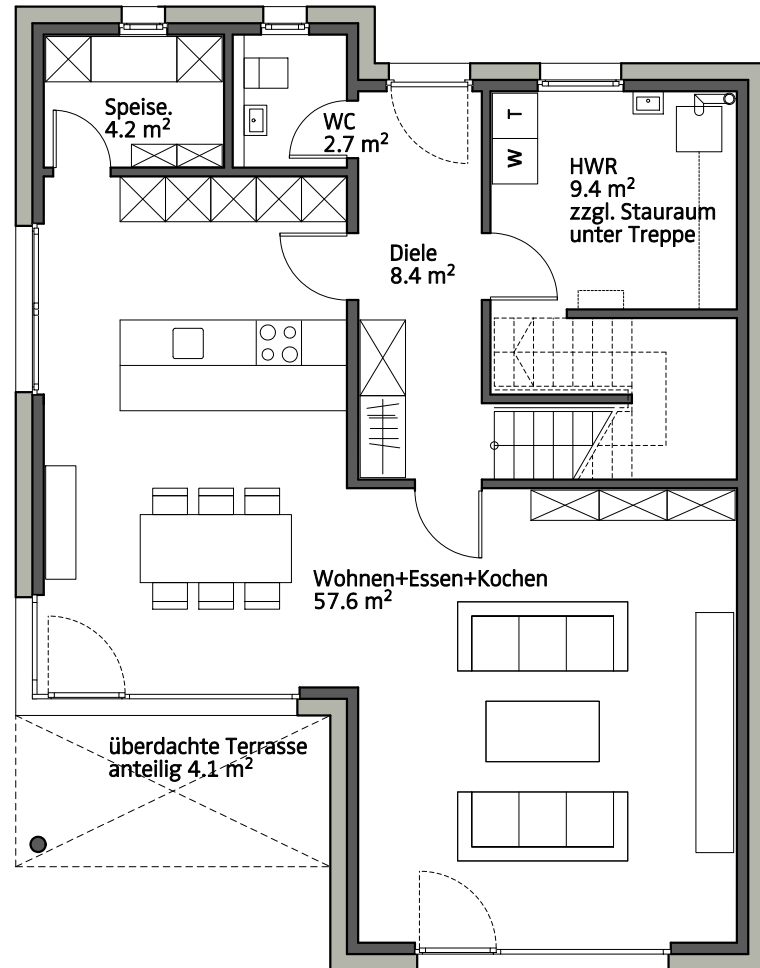 Speise.
4.2 m²
WC
2.7 m²
T
W
HWR
9.4 m²
zzgl. Stauraum
unter Treppe
Diele
8.4 m²
Wohnen+Essen+Kochen
57.6 m²
überdachte Terrasse
anteilig 4.1 m²